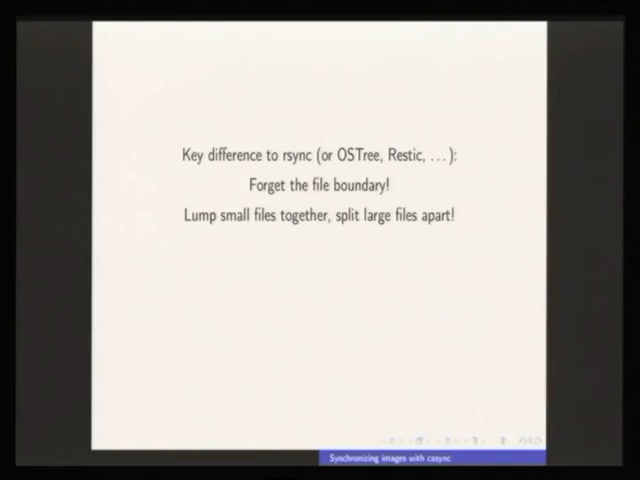 Key difference to rsync (or OSTree, Restic, ...):
Forget the file boundary!
Lump small files together, split large files apart!
Synchronizing images with casync